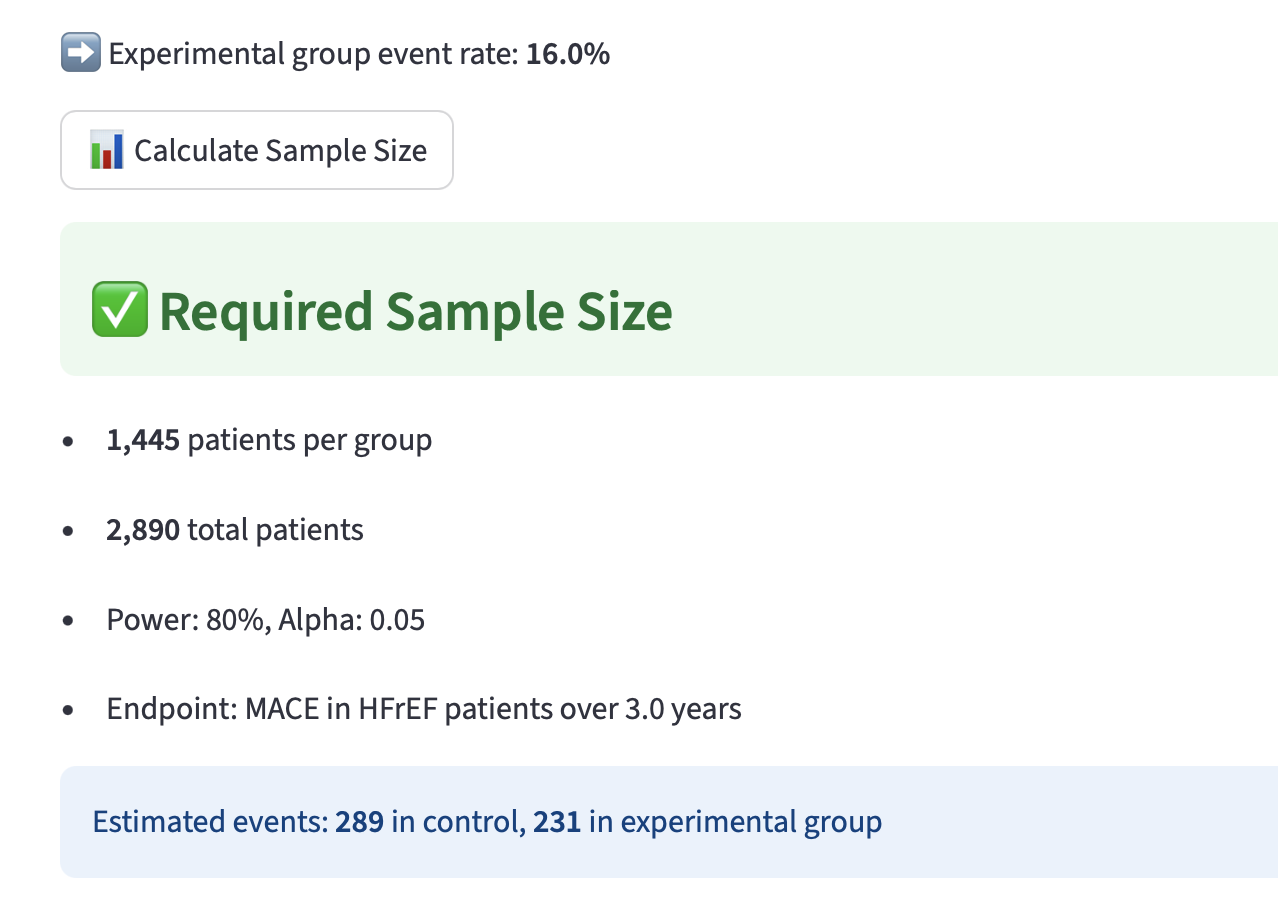 ➡️ Experimental group event rate: 16.0%
📊 Calculate Sample Size
✅ Required Sample Size
• 1,445 patients per group
• 2,890 total patients
• Power: 80%, Alpha: 0.05
• Endpoint: MACE in HFrEF patients over 3.0 years
Estimated events: 289 in control, 231 in experimental group